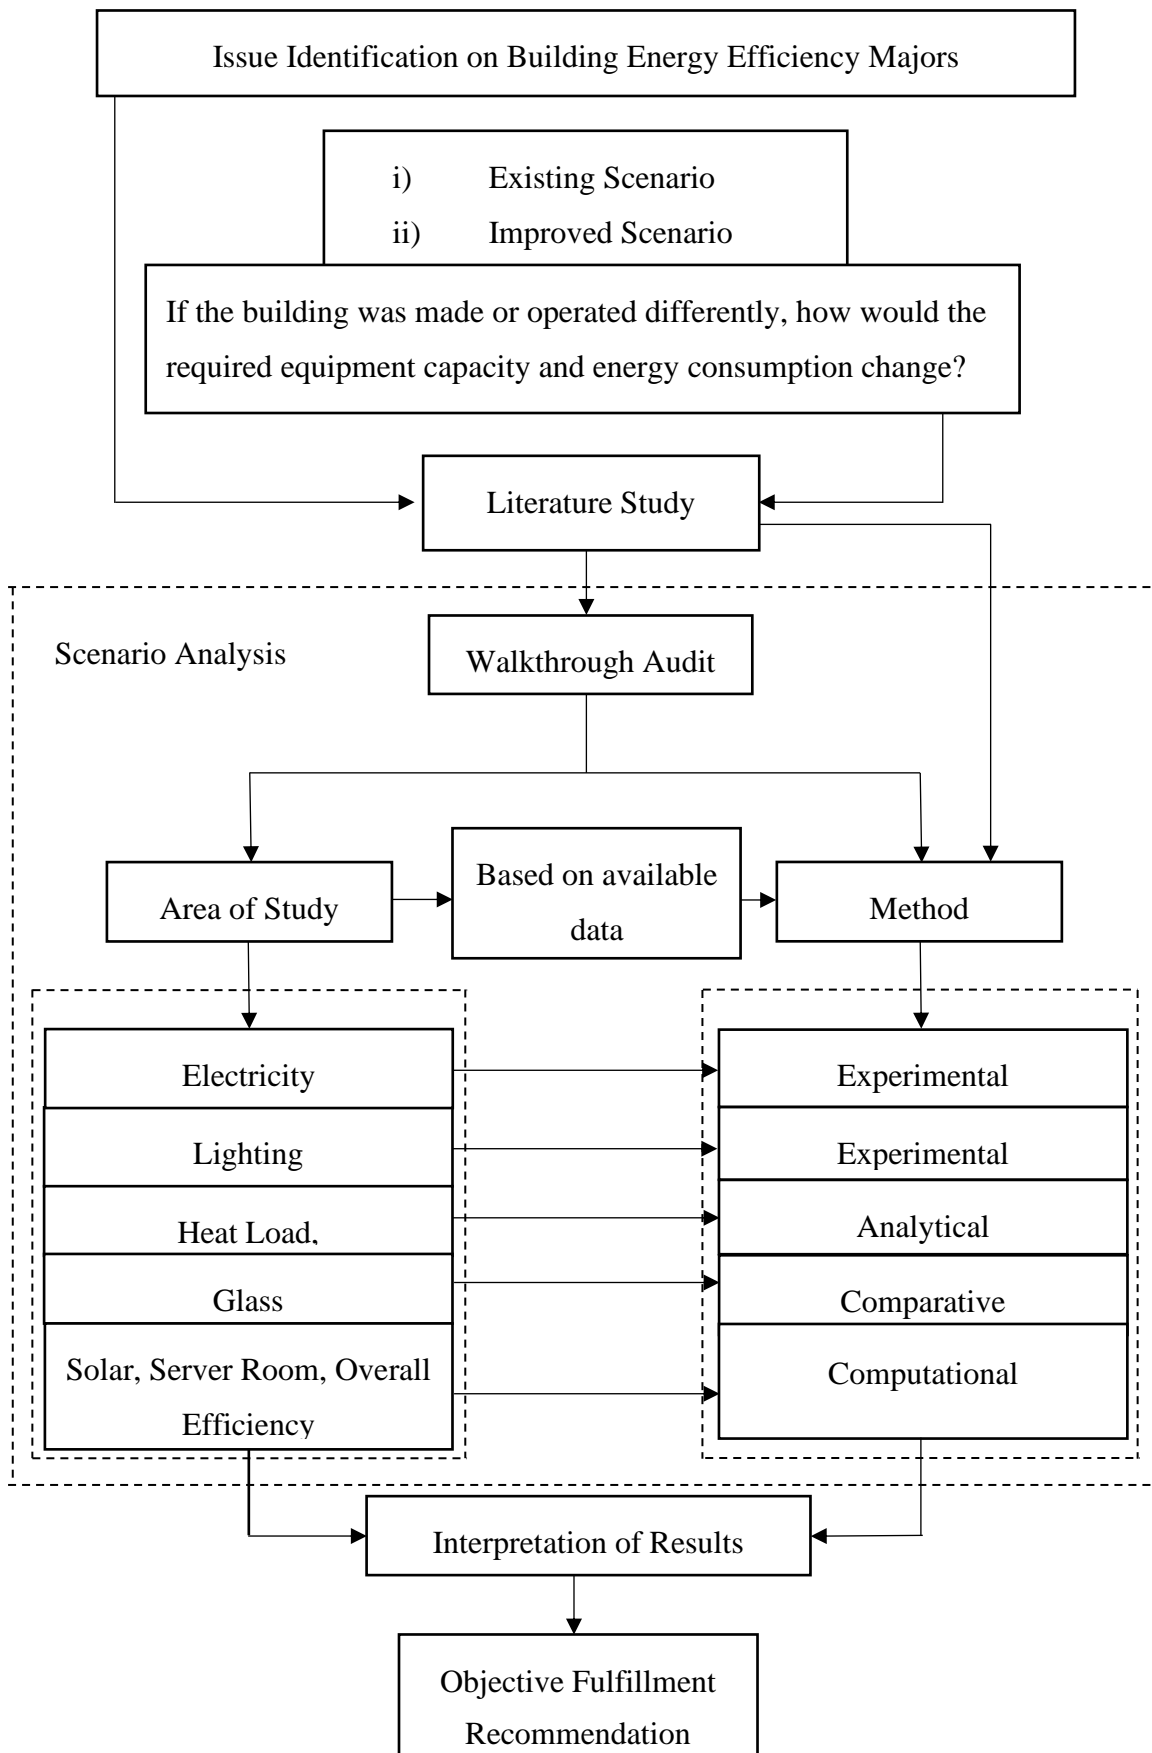 Issue Identification on Building Energy Efficiency Majors
i) Existing Scenario
ii) Improved Scenario
If the building was made or operated differently, how would the
required equipment capacity and energy consumption change?
Literature Study
Scenario Analysis
Walkthrough Audit
Area of Study
Based on available
data
Method
Electricity
Experimental
Lighting
Experimental
Heat Load,
Analytical
Glass
Comparative
Solar, Server Room, Overall
Efficiency
Computational
Interpretation of Results
Objective Fulfillment
Recommendation